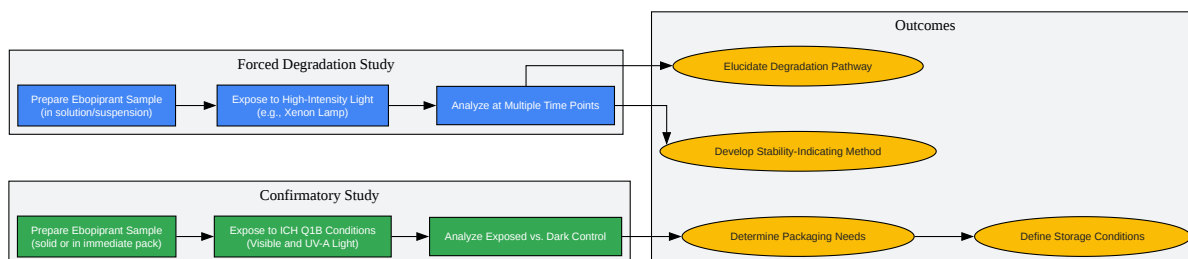 Outcomes
Forced Degradation Study
Elucidate Degradation Pathway
Prepare Ebopiprant Sample
(in solution/suspension)
Expose to High-Intensity Light
(e.g., Xenon Lamp)
Analyze at Multiple Time Points
Develop Stability-Indicating Method
Confirmatory Study
Prepare Ebopiprant Sample
(solid or in immediate pack)
Expose to ICH Q1B Conditions
(Visible and UV-A Light)
Analyze Exposed vs. Dark Control
Determine Packaging Needs
Define Storage Conditions